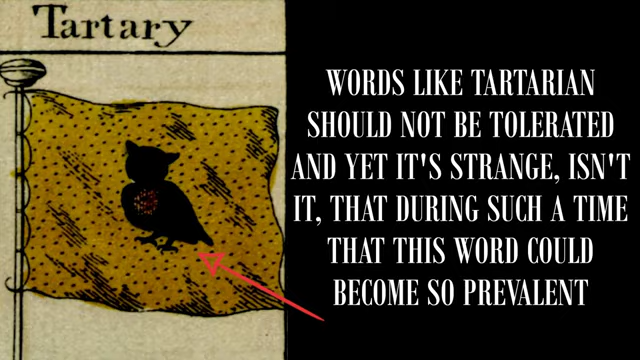 Tartary
WORDS LIKE TARTARIAN
SHOULD NOT BE TOLERATED
AND YET IT'S STRANGE, ISN'T
IT, THAT DURING SUCH A TIME
THAT THIS WORD COULD
BECOME SO PREVALENT